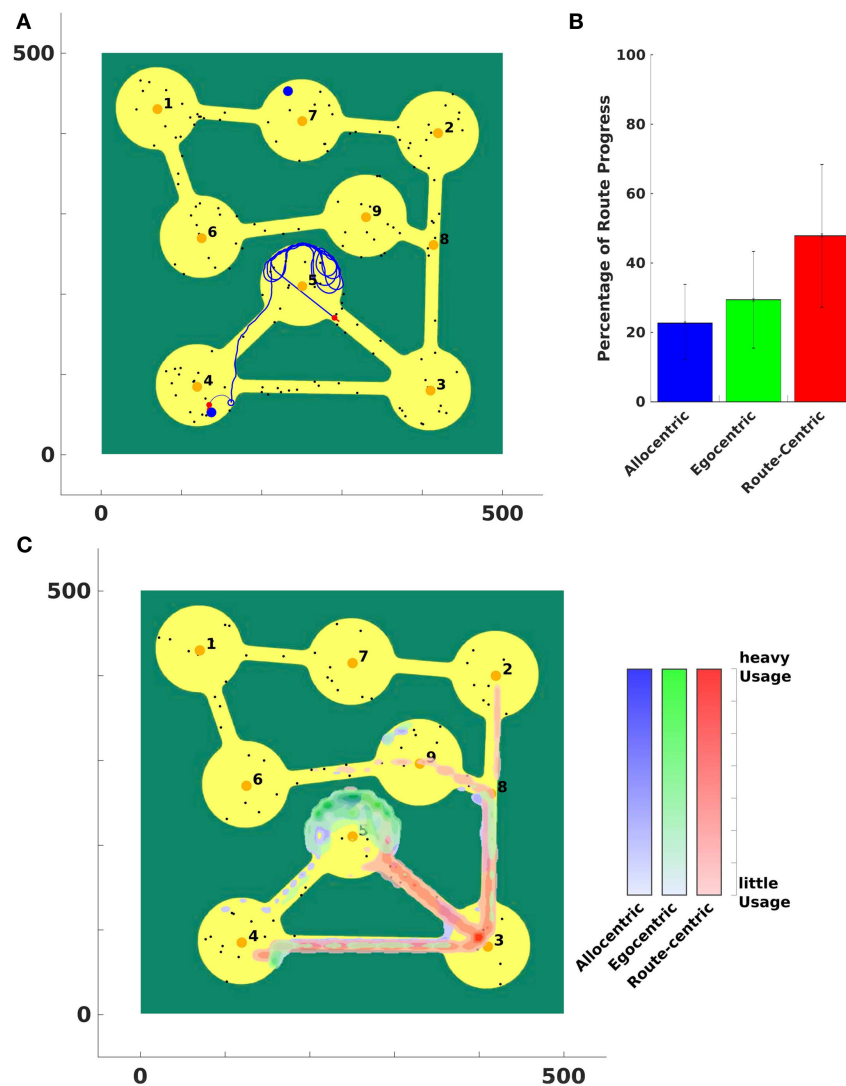 A
500
0
0
500
1
7
2
9
6
8
5
4
3
B
100
80
60
40
20
0
Percentage of Route Progress
Allocentric
Egocentric
Route-Centric
C
500
0
0
500
1
7
2
9
6
8
5
4
3
heavy
Usage
little
Usage
Allocentric
Egocentric
Route-centric